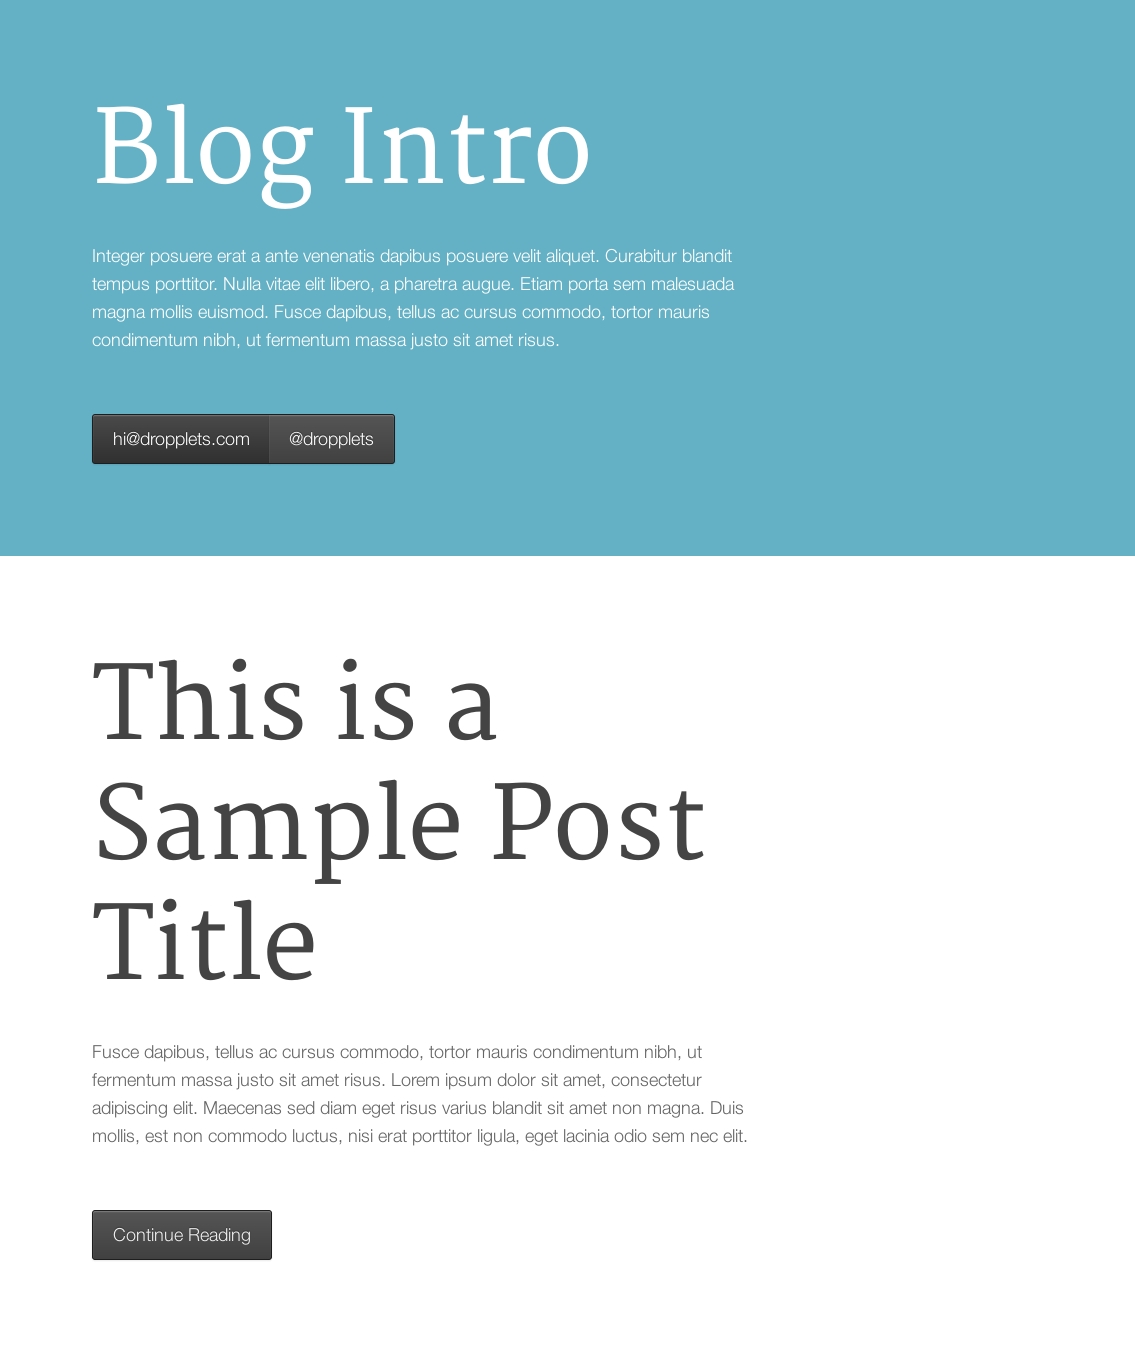 Blog Intro
Integer posuere erat a ante venenatis dapibus posuere velit aliquet. Curabitur blandit
tempus porttitor. Nulla vitae elit libero, a pharetra augue. Etiam porta sem malesuada
magna mollis euismod. Fusce dapibus, tellus ac cursus commodo, tortor mauris
condimentum nibh, ut fermentum massa justo sit amet risus.
hi@dropplets.com @dropplets
This is a
Sample Post
Title
Fusce dapibus, tellus ac cursus commodo, tortor mauris condimentum nibh, ut
fermentum massa justo sit amet risus. Lorem ipsum dolor sit amet, consectetur
adipiscing elit. Maecenas sed diam eget risus varius blandit sit amet non magna. Duis
mollis, est non commodo luctus, nisi erat porttitor ligula, eget lacinia odio sem nec elit.
Continue Reading